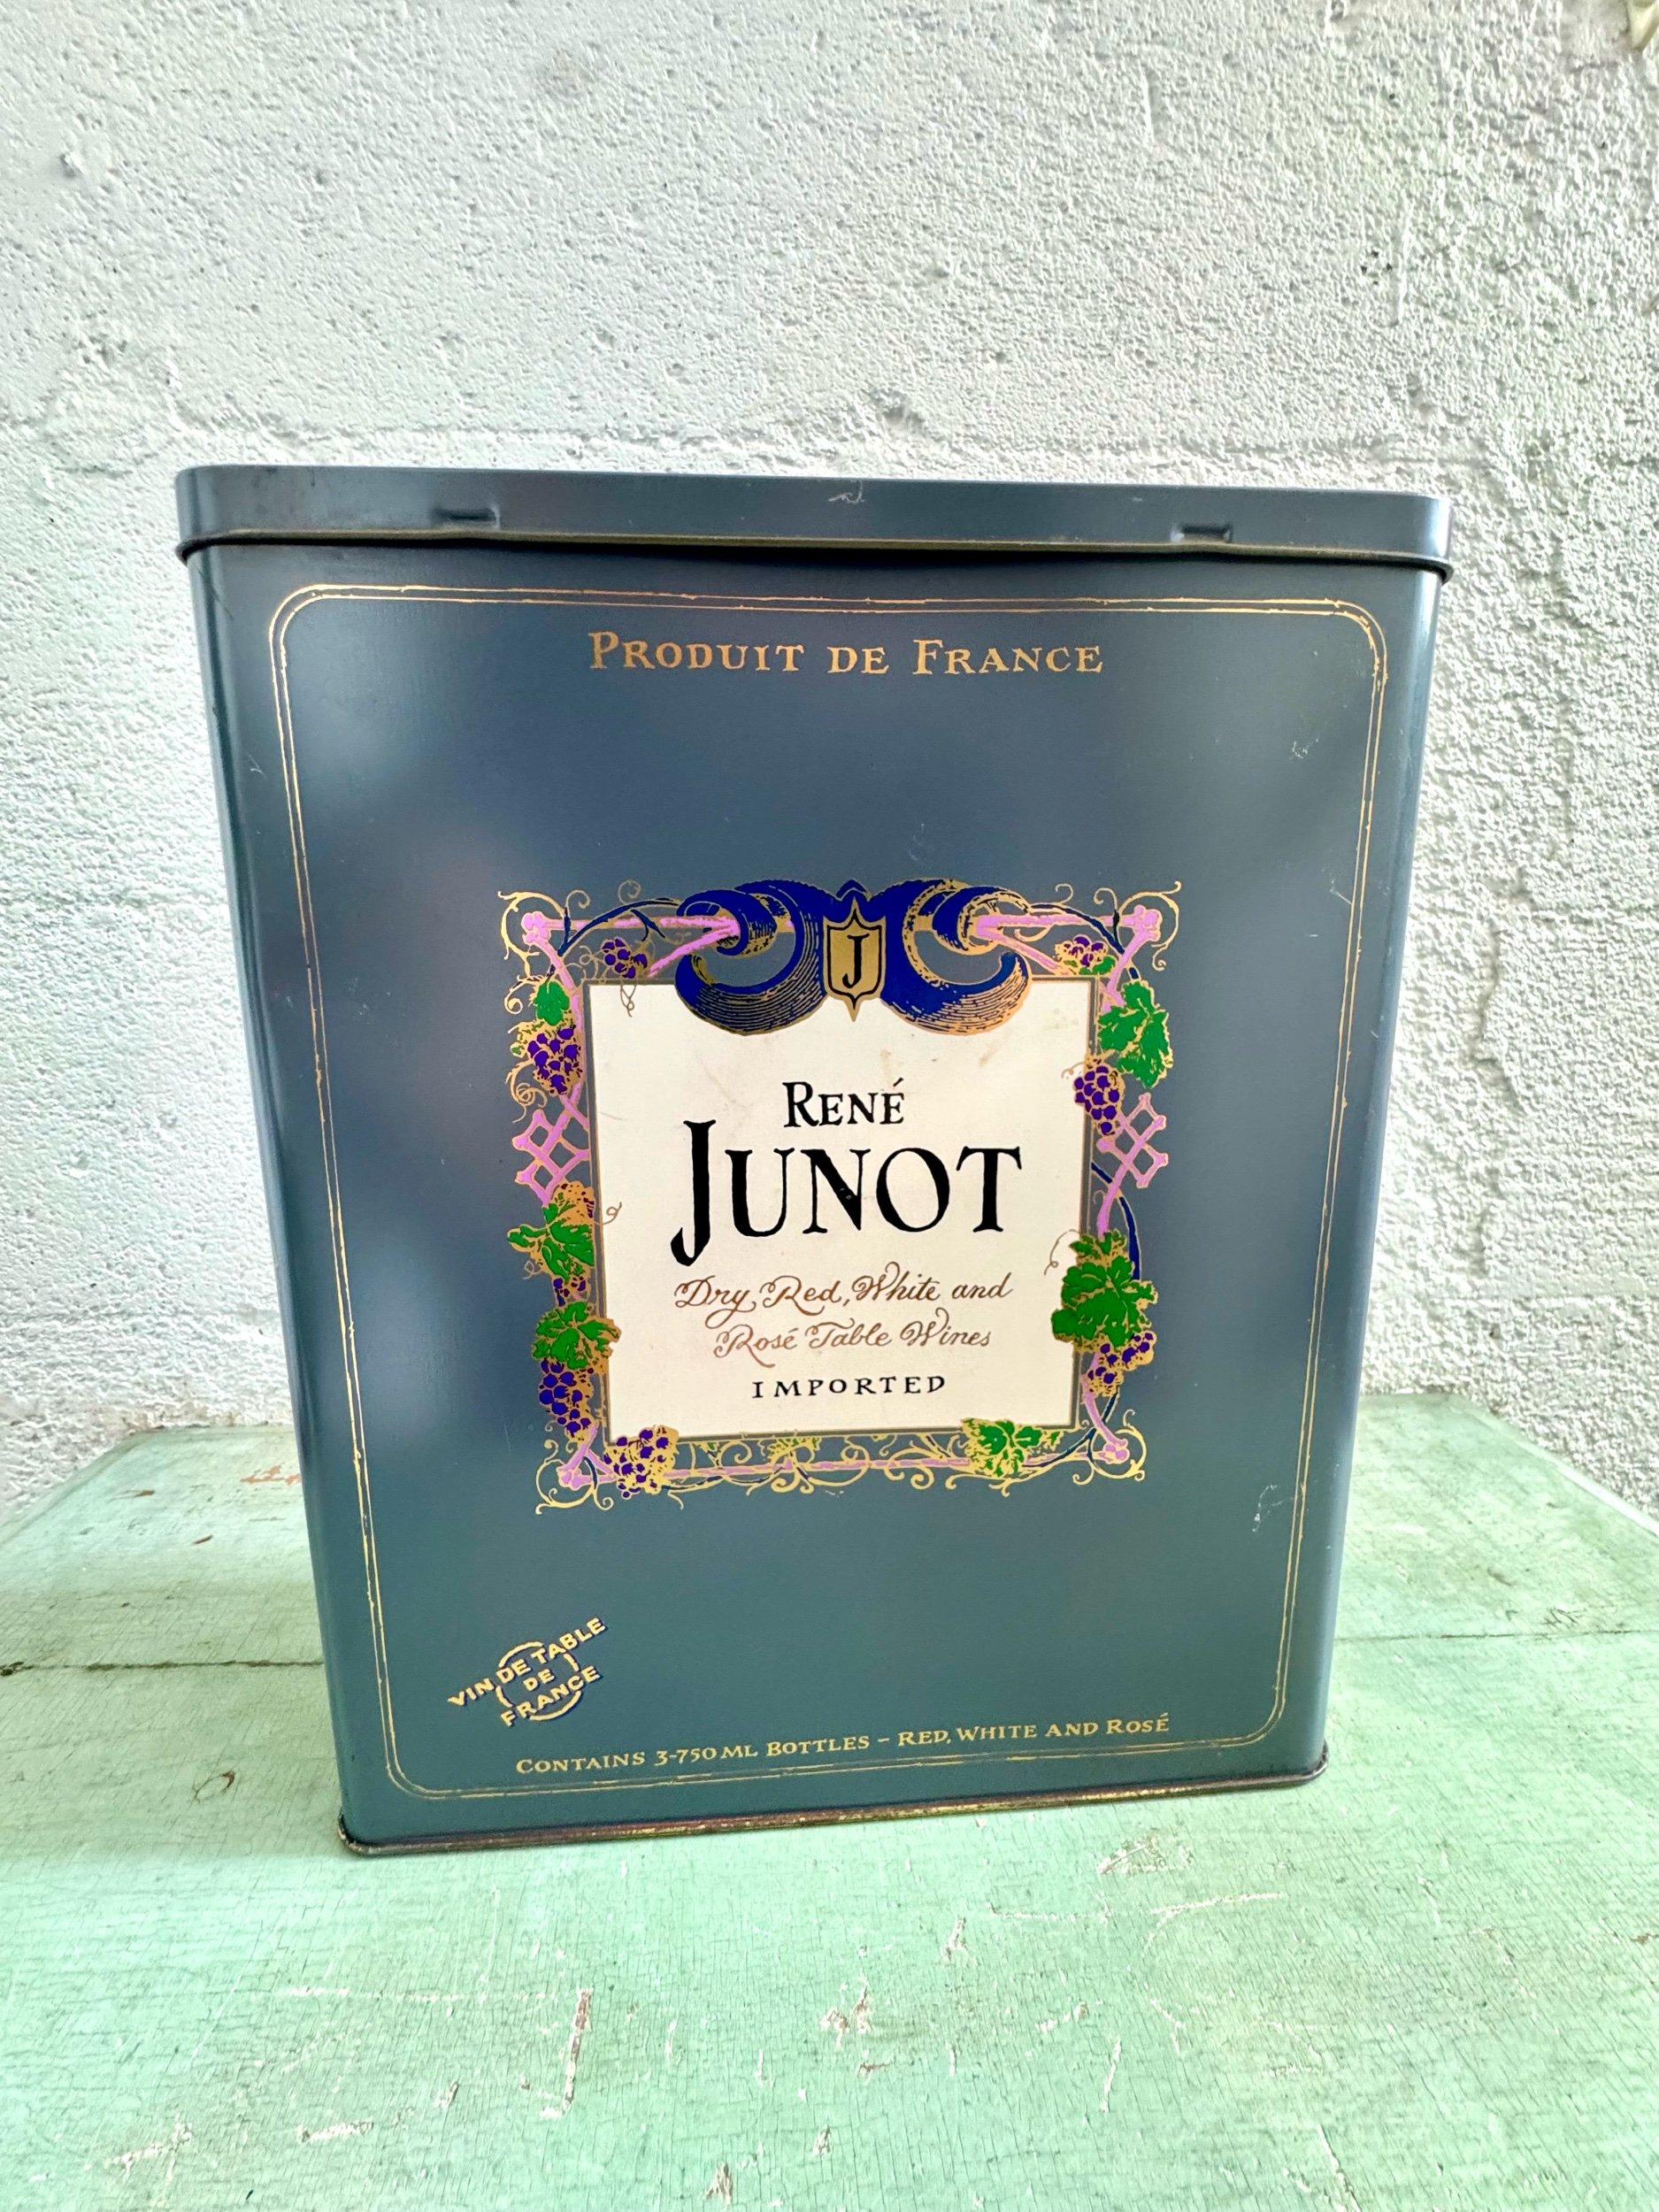 PRODUIT DE FRANCE
J
RENÉ
JUNOT
Dry, Red, White and
Rosé Table Wines
IMPORTED
VIN DE TABLE
DE
FRANCE
CONTAINS 3-750 ML BOTTLES – RED, WHITE AND ROSÉ